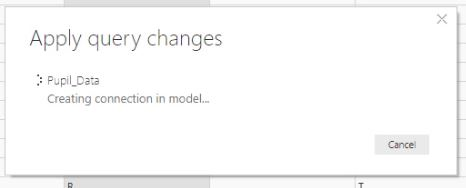 Apply query changes
Pupil_Data
Creating connection in model...
Cancel
R
T